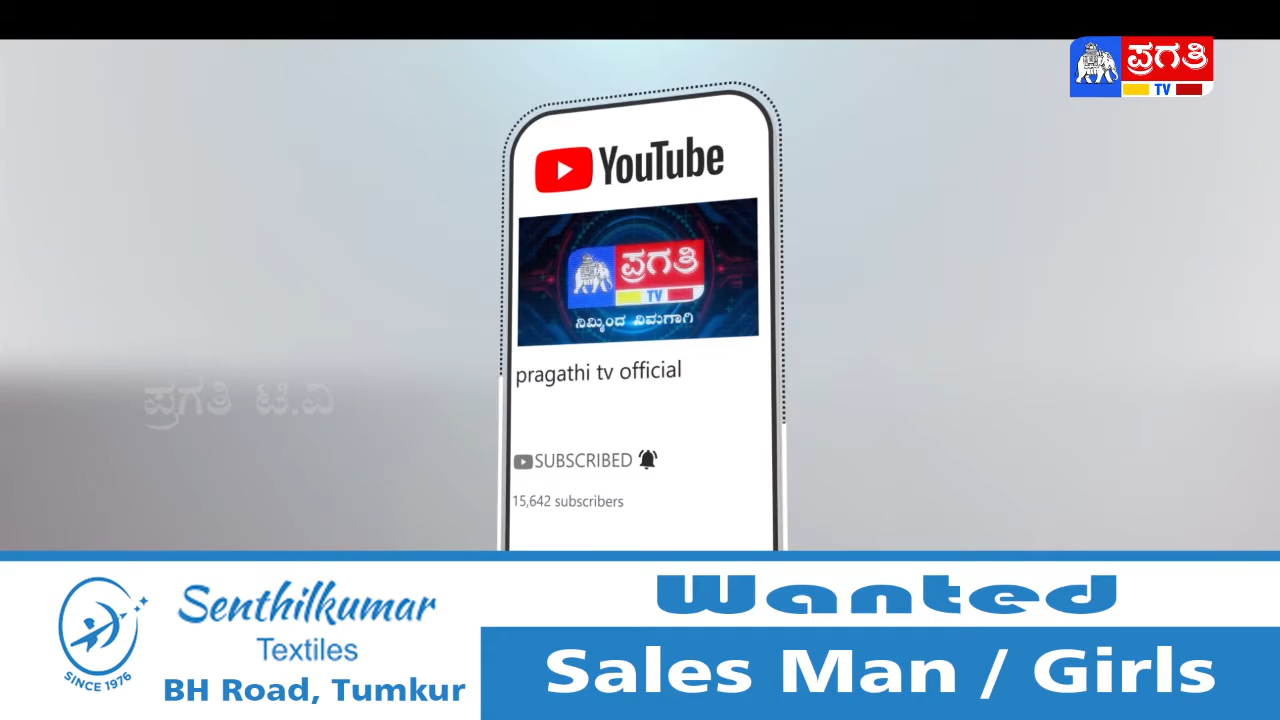 ಪ್ರಗತಿ
TV
YouTube
ಪ್ರಗತಿ
TV
ನಿಮ್ಮಿಂದ ನಿಮಗಾಗಿ
pragathi tv official
ಪ್ರಗತಿ ಟಿ.ವಿ
SUBSCRIBED
15,642 subscribers
Senthilkumar
Textiles
SINCE 1976
BH Road, Tumkur
Wanted
Sales Man / Girls